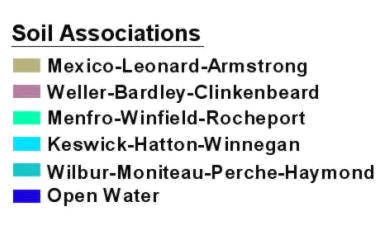 Soil Associations
Mexico-Leonard-Armstrong
Weller-Bardley-Clinkenbeard
Menfro-Winfield-Rocheport
Keswick-Hatton-Winnegan
Wilbur-Moniteau-Perche-Haymond
Open Water